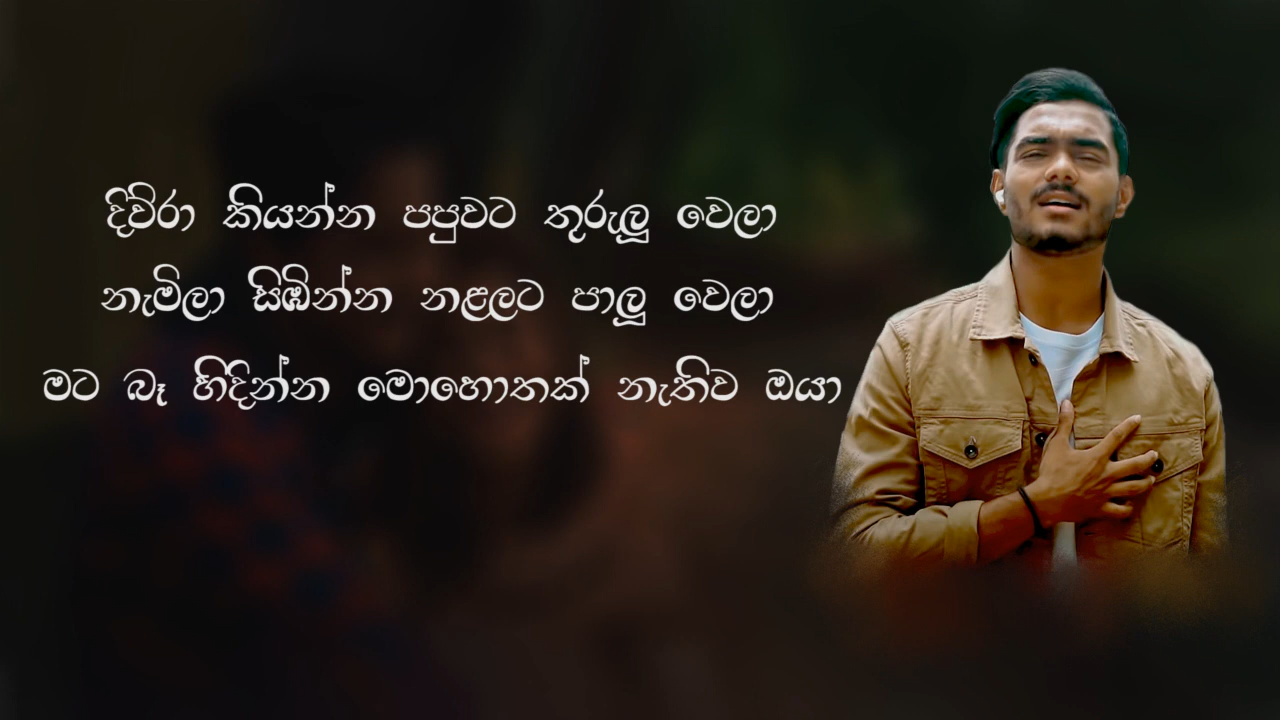 දිව්රා කියන්න පපුවට තුරුලූ වෙලා
නැමිලා සිඹින්න නළලට පාලූ වෙලා
මට බෑ හිදින්න මොහොතක් නැතිව ඔයා